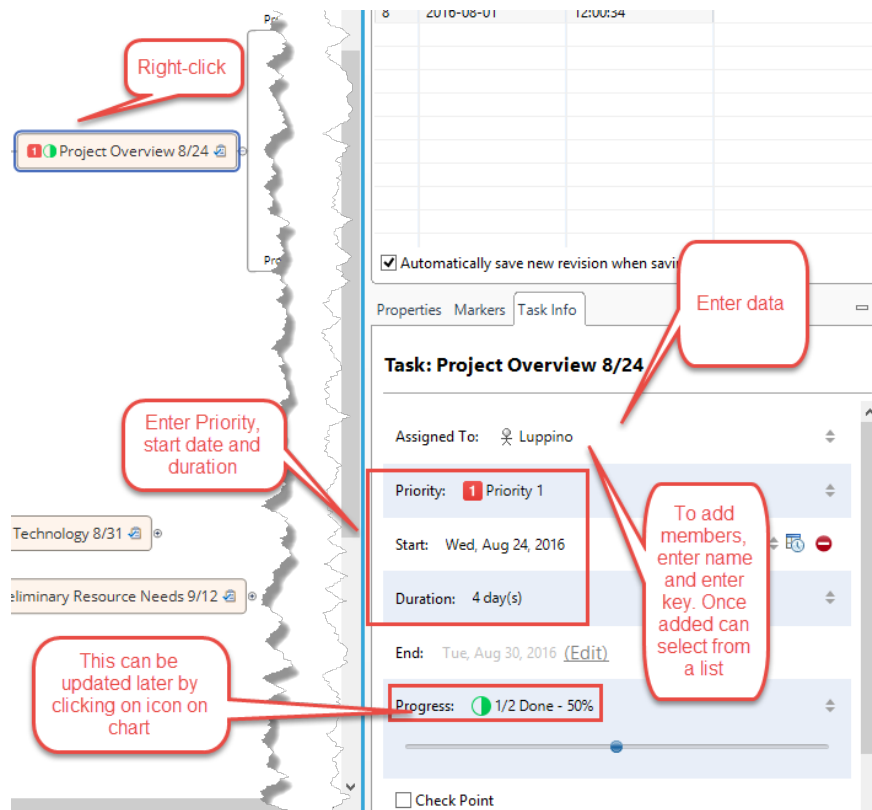 Pr
8 2016-08-01 12:00:34
Right-click
1 Project Overview 8/24
Pro
Automatically save new revision when savi
Enter data
Properties Markers Task Info
Task: Project Overview 8/24
Enter Priority,
start date and
duration
Assigned To: Luppino
Priority: 1 Priority 1
Start: Wed, Aug 24, 2016
Duration: 4 day(s)
To add
members,
enter name
and enter
key. Once
added can
select from
a list
Technology 8/31
eliminary Resource Needs 9/12
This can be
updated later by
clicking on icon on
chart
End: Tue, Aug 30, 2016 (Edit)
Progress: 1/2 Done - 50%
Check Point